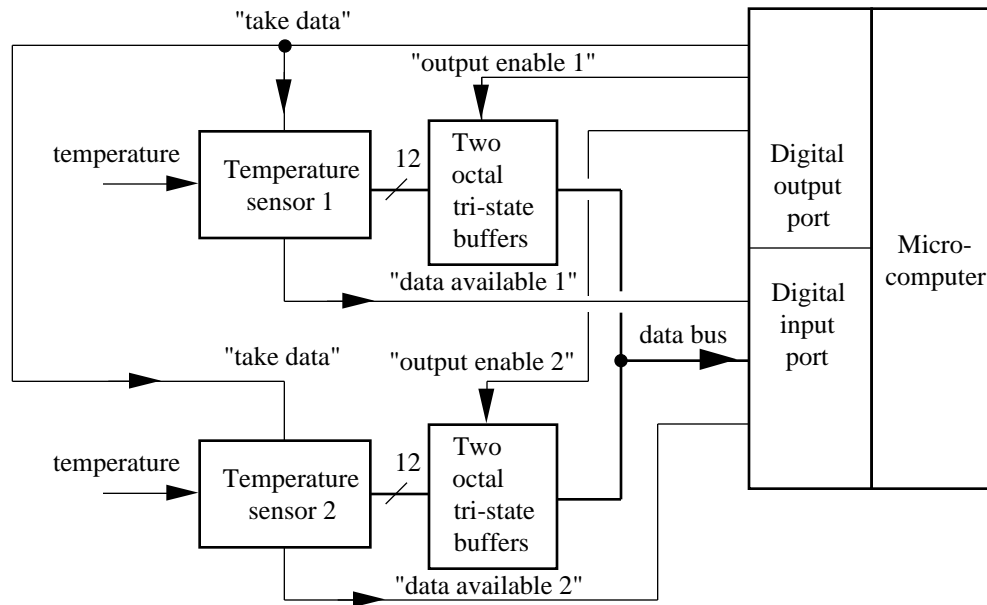 "take data"
"output enable 1"
temperature
Temperature
sensor 1
12
Two
octal
tri-state
buffers
Digital
output
port
"data available 1"
Micro-
computer
Digital
input
port
data bus
"take data"
"output enable 2"
temperature
Temperature
sensor 2
12
Two
octal
tri-state
buffers
"data available 2"